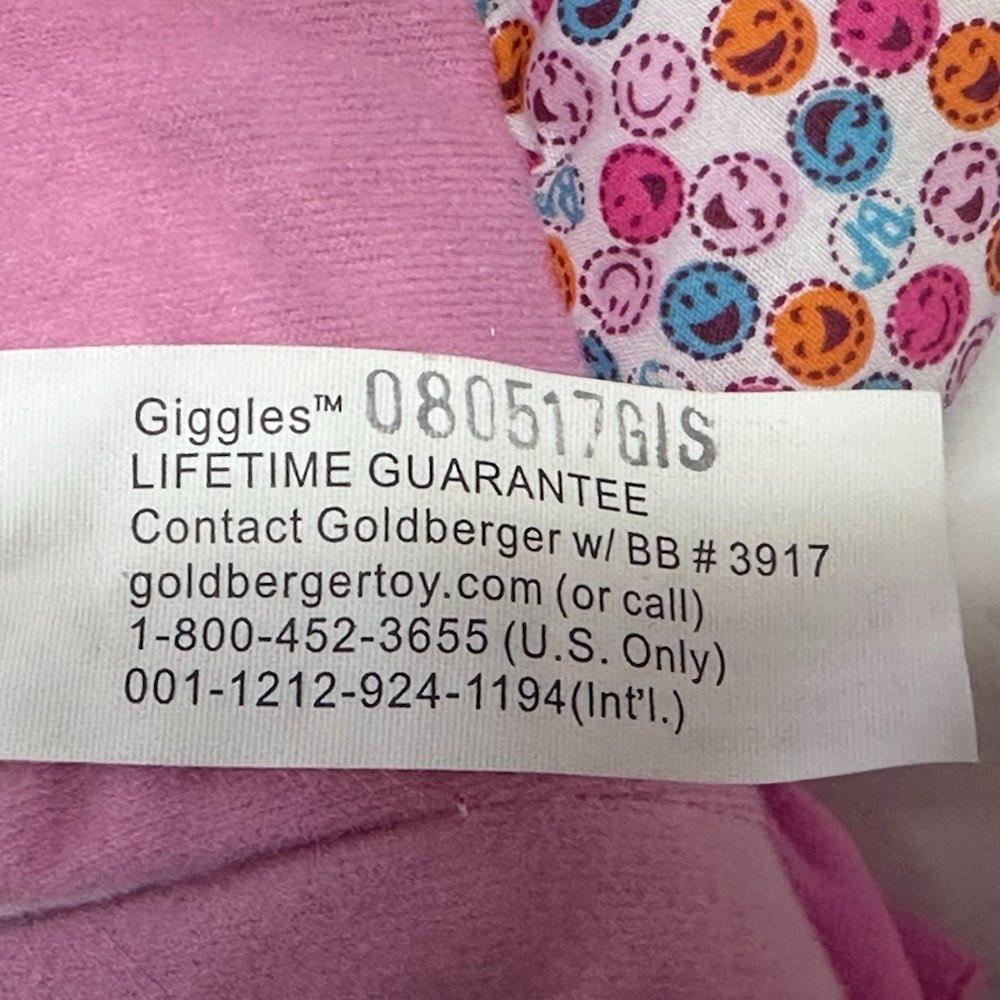 Giggles™ 080517GIS
LIFETIME GUARANTEE
Contact Goldberger w/ BB # 3917
goldbergertoy.com (or call)
1-800-452-3655 (U.S. Only)
001-1212-924-1194(Int'l.)